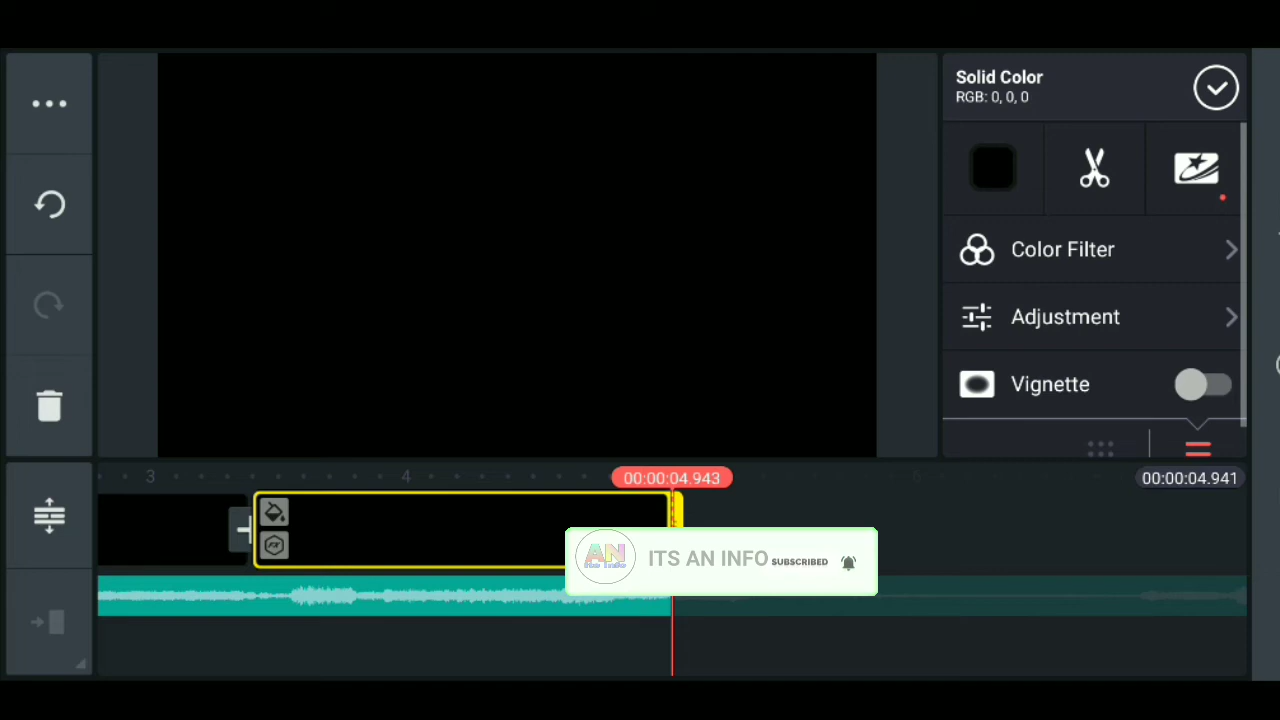 Solid Color
RGB: 0, 0, 0
Color Filter
Adjustment
Vignette
3
4
00:00:04.943
00:00:04.941
AN
ITS AN INFO SUBSCRIBED